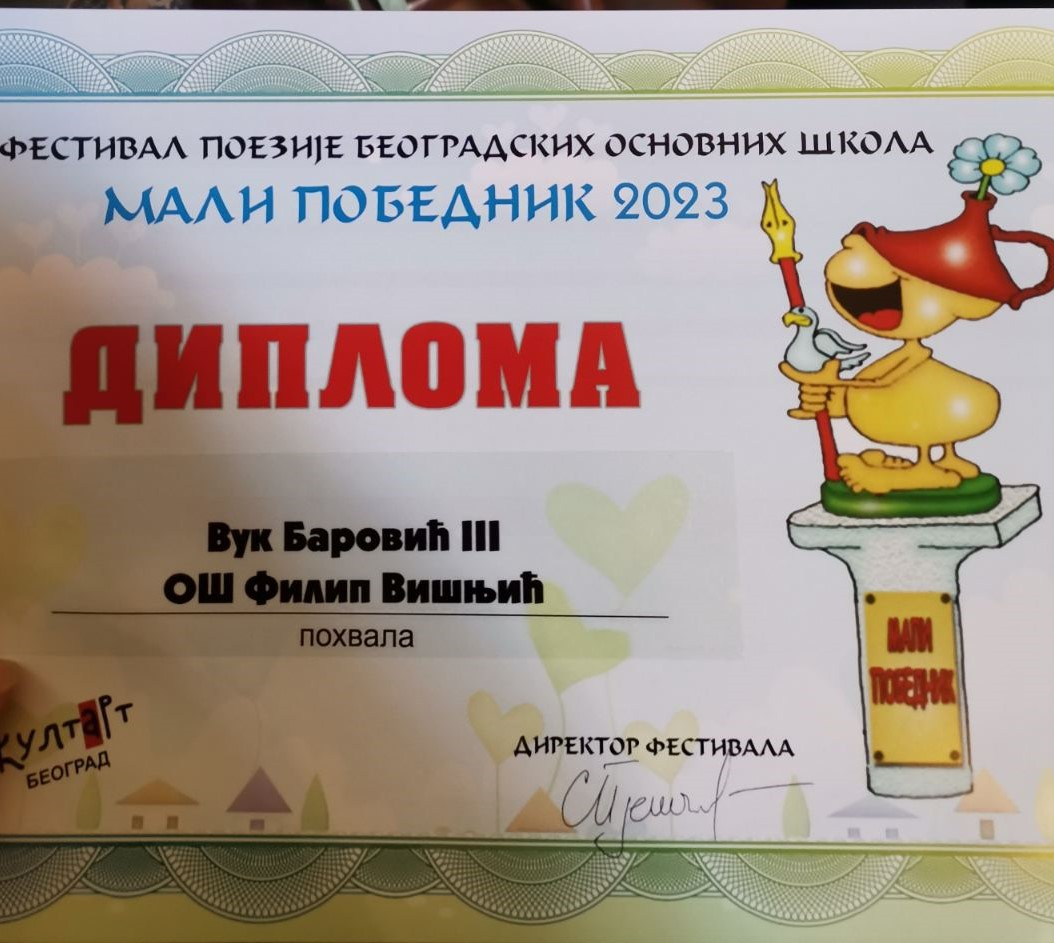 ФЕСТИВАЛ ПОЕЗИЈЕ БЕОГРАДСКИХ ОСНОВНИХ ШКОЛА
МАЛИ ПОБЕДНИК 2023
ДИПЛОМА
Вук Баровић III
ОШ Филип Вишњић
похвала
МАЛИ
ПОБЕДНИК
КУЛТАРТ
БЕОГРАД
ДИРЕКТОР ФЕСТИВАЛА